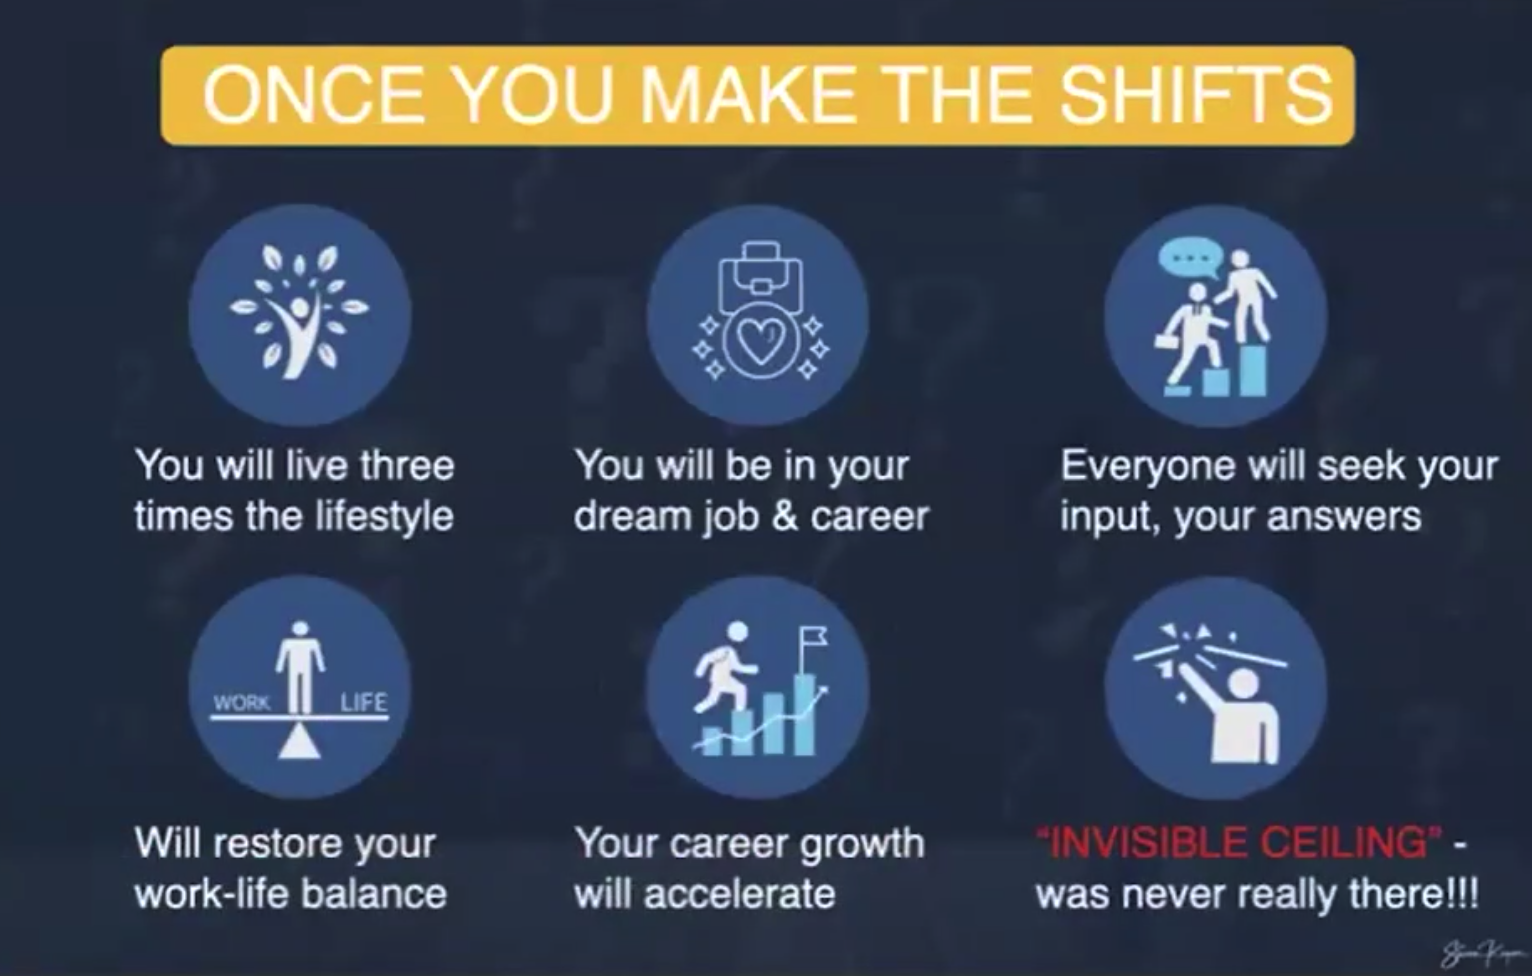 ONCE YOU MAKE THE SHIFTS
You will live three
times the lifestyle
You will be in your
dream job & career
Everyone will seek your
input, your answers
WORK LIFE
Will restore your
work-life balance
Your career growth
will accelerate
“INVISIBLE CEILING” -
was never really there!!!